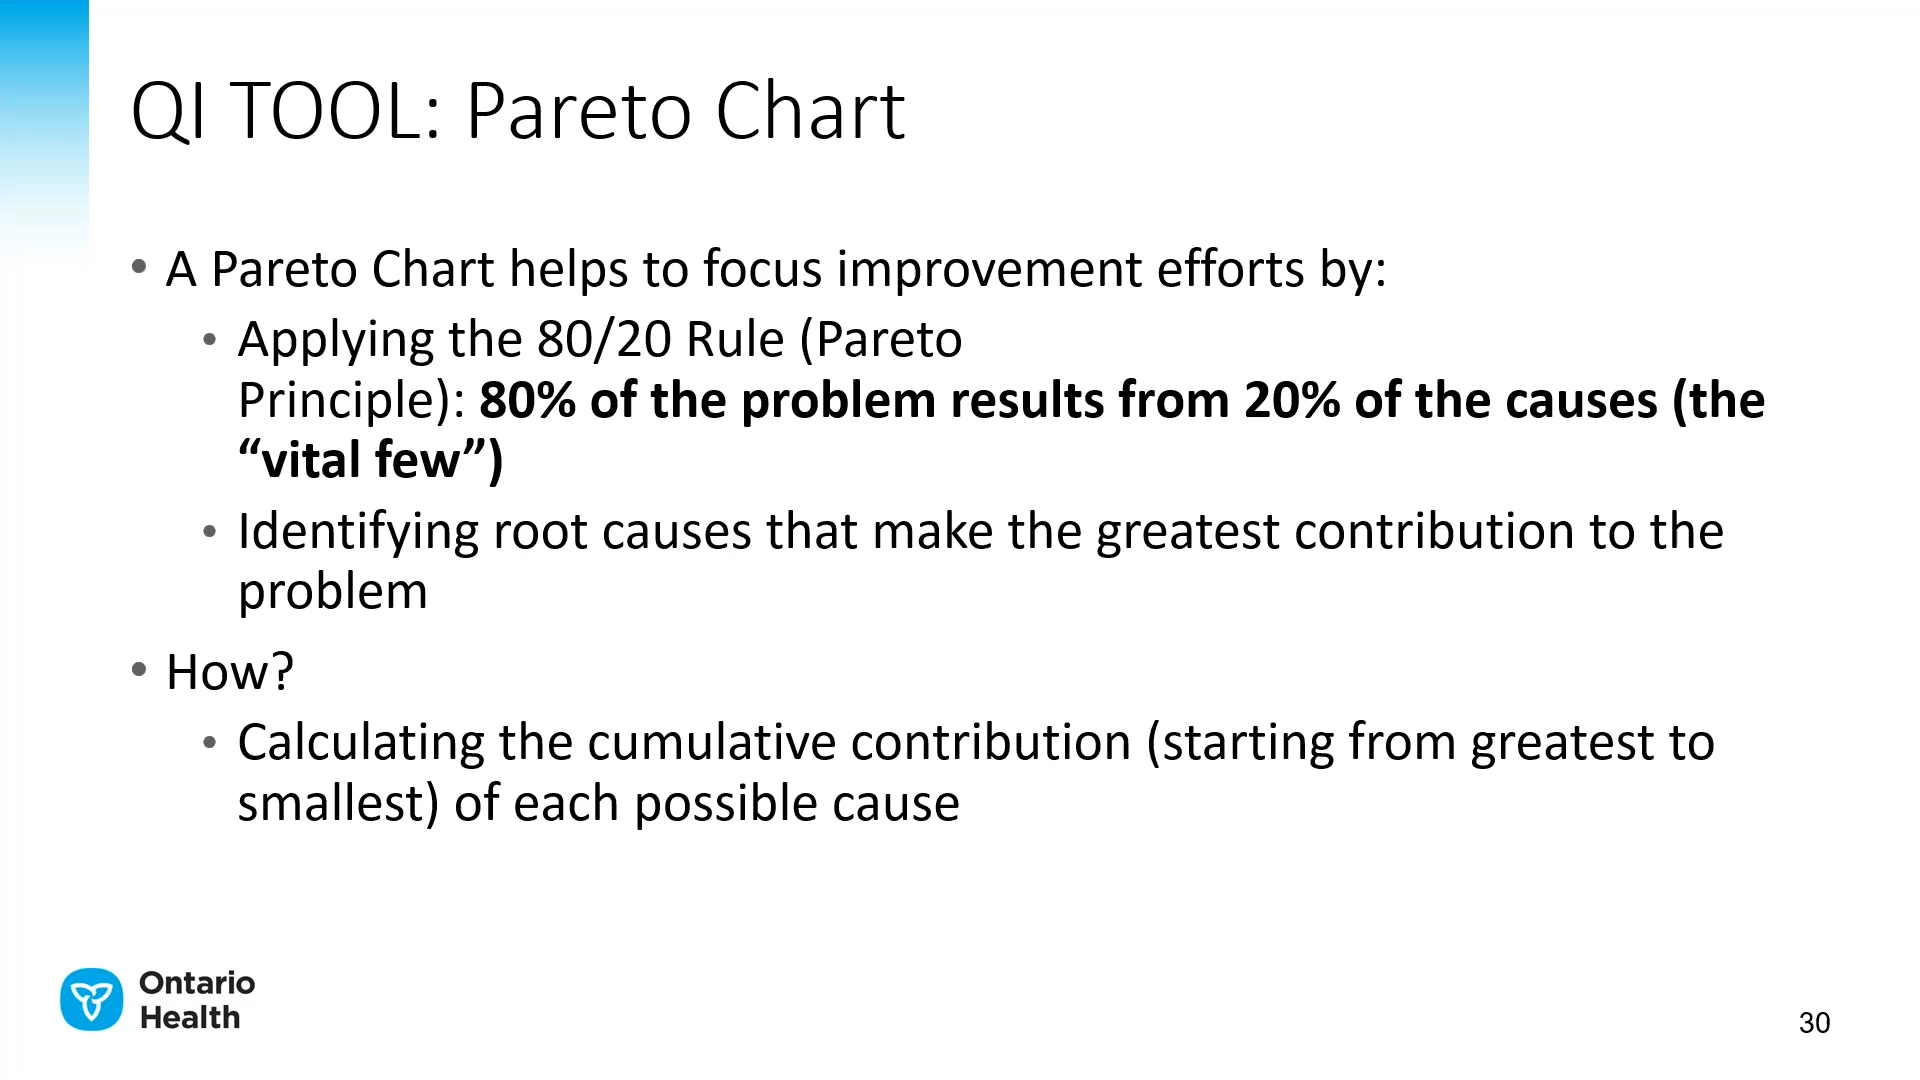 QI TOOL: Pareto Chart
• A Pareto Chart helps to focus improvement efforts by:
• Applying the 80/20 Rule (Pareto
Principle): 80% of the problem results from 20% of the causes (the
“vital few”)
• Identifying root causes that make the greatest contribution to the
problem
• How?
• Calculating the cumulative contribution (starting from greatest to
smallest) of each possible cause
Ontario
Health
30